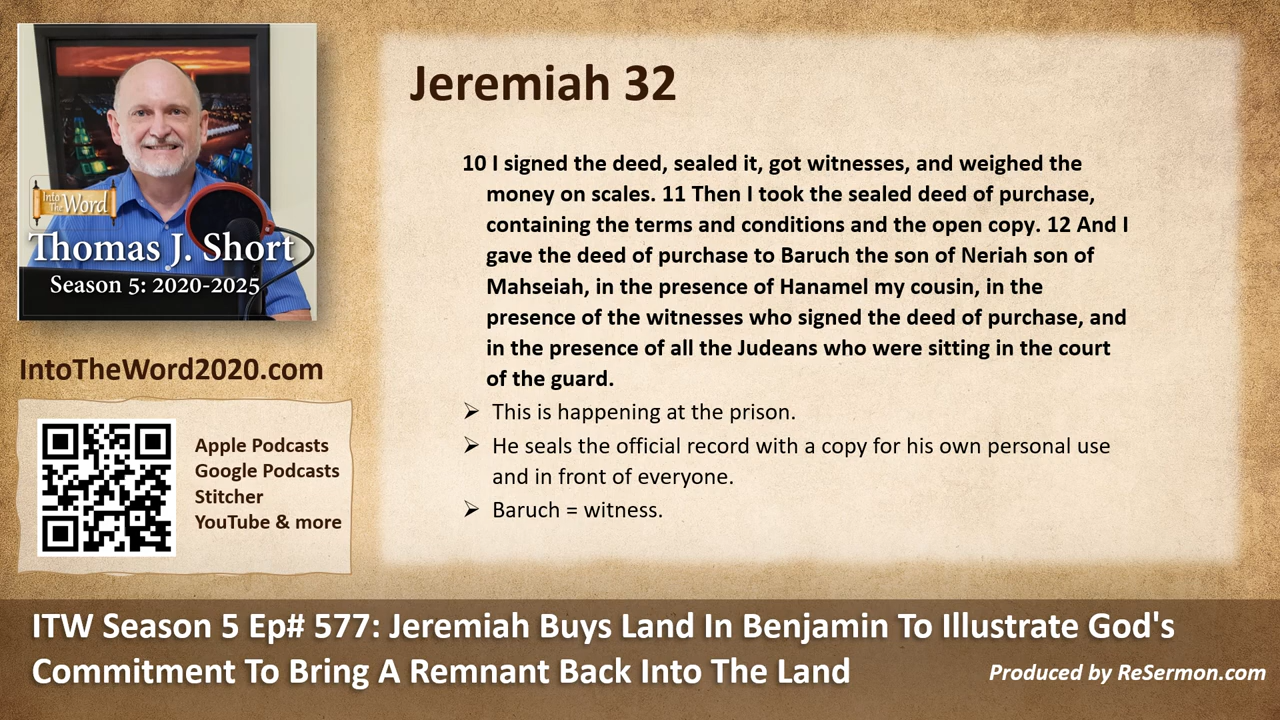 Into
The Word
Thomas J. Short
Season 5: 2020-2025
IntoTheWord2020.com
Apple Podcasts
Google Podcasts
Stitcher
YouTube & more
Jeremiah 32
10 I signed the deed, sealed it, got witnesses, and weighed the
money on scales. 11 Then I took the sealed deed of purchase,
containing the terms and conditions and the open copy. 12 And I
gave the deed of purchase to Baruch the son of Neriah son of
Mahseiah, in the presence of Hanamel my cousin, in the
presence of the witnesses who signed the deed of purchase, and
in the presence of all the Judeans who were sitting in the court
of the guard.
➢ This is happening at the prison.
➢ He seals the official record with a copy for his own personal use
and in front of everyone.
➢ Baruch = witness.
ITW Season 5 Ep# 577: Jeremiah Buys Land In Benjamin To Illustrate God's
Commitment To Bring A Remnant Back Into The Land
Produced by ReSermon.com